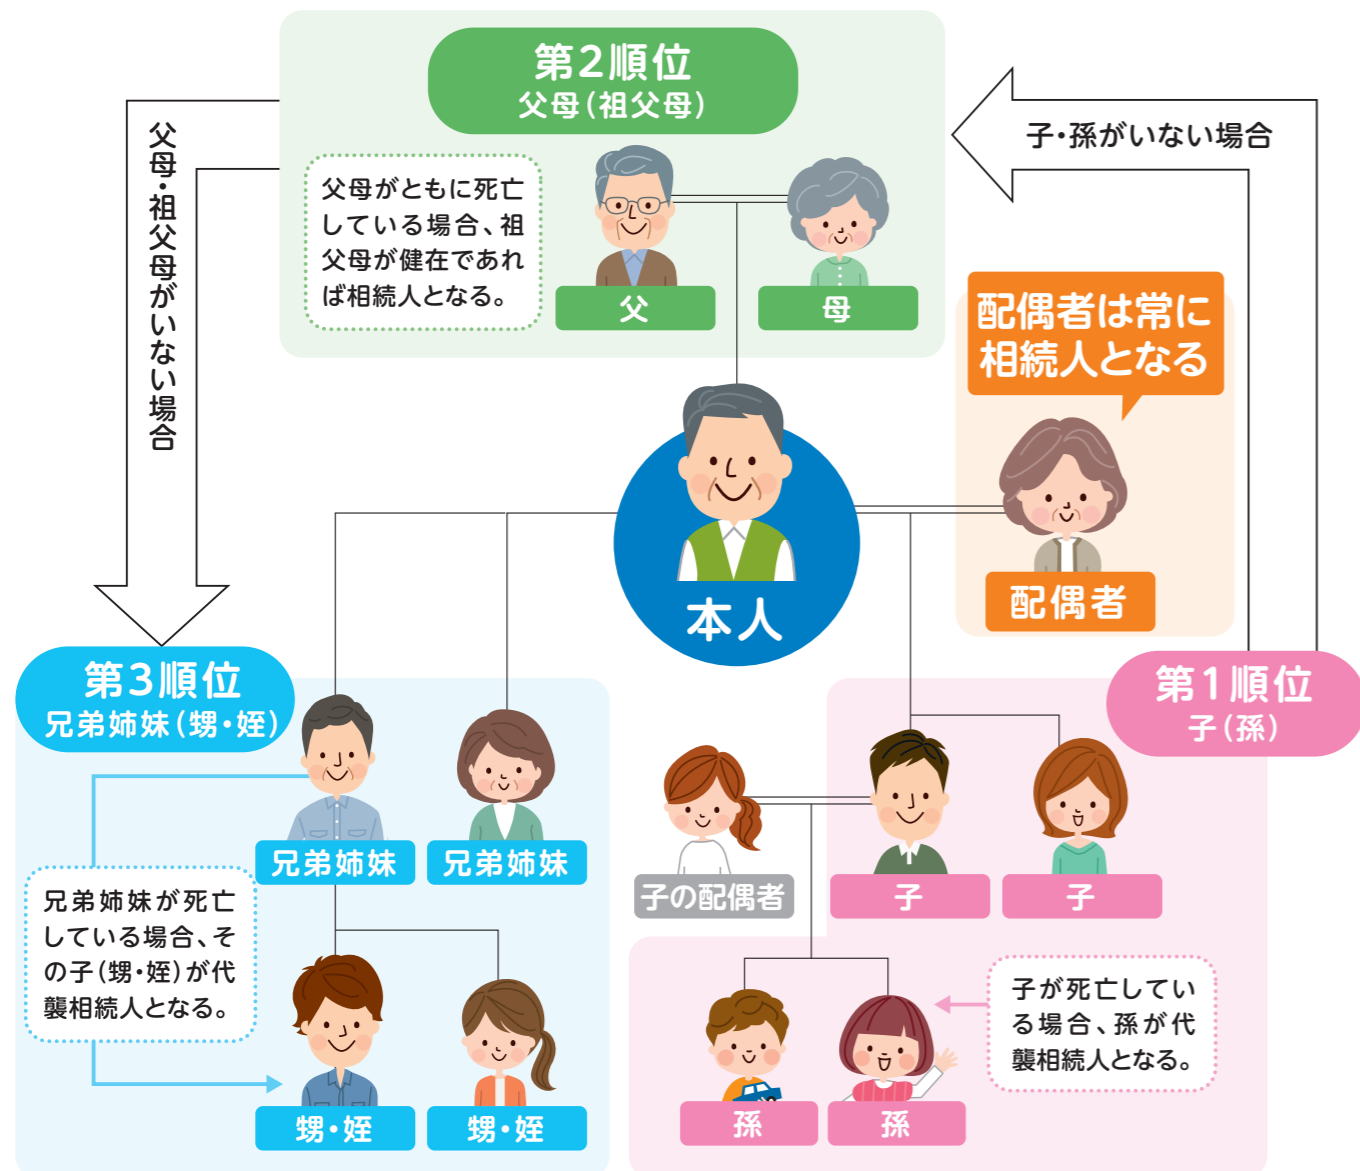 第2順位
父母(祖父母)
父母がともに死亡
している場合、祖
父母が健在であれ
ば相続人となる。
父
母
子・孫がいない場合
父母・祖父母がいない場合
配偶者は常に
相続人となる
配偶者
本人
第3順位
兄弟姉妹(甥・姪)
第1順位
子(孫)
兄弟姉妹
兄弟姉妹
子の配偶者
子
子
兄弟姉妹が死亡
している場合、そ
の子(甥・姪)が代
襲相続人となる。
子が死亡してい
る場合、孫が代
襲相続人となる。
甥・姪
甥・姪
孫
孫